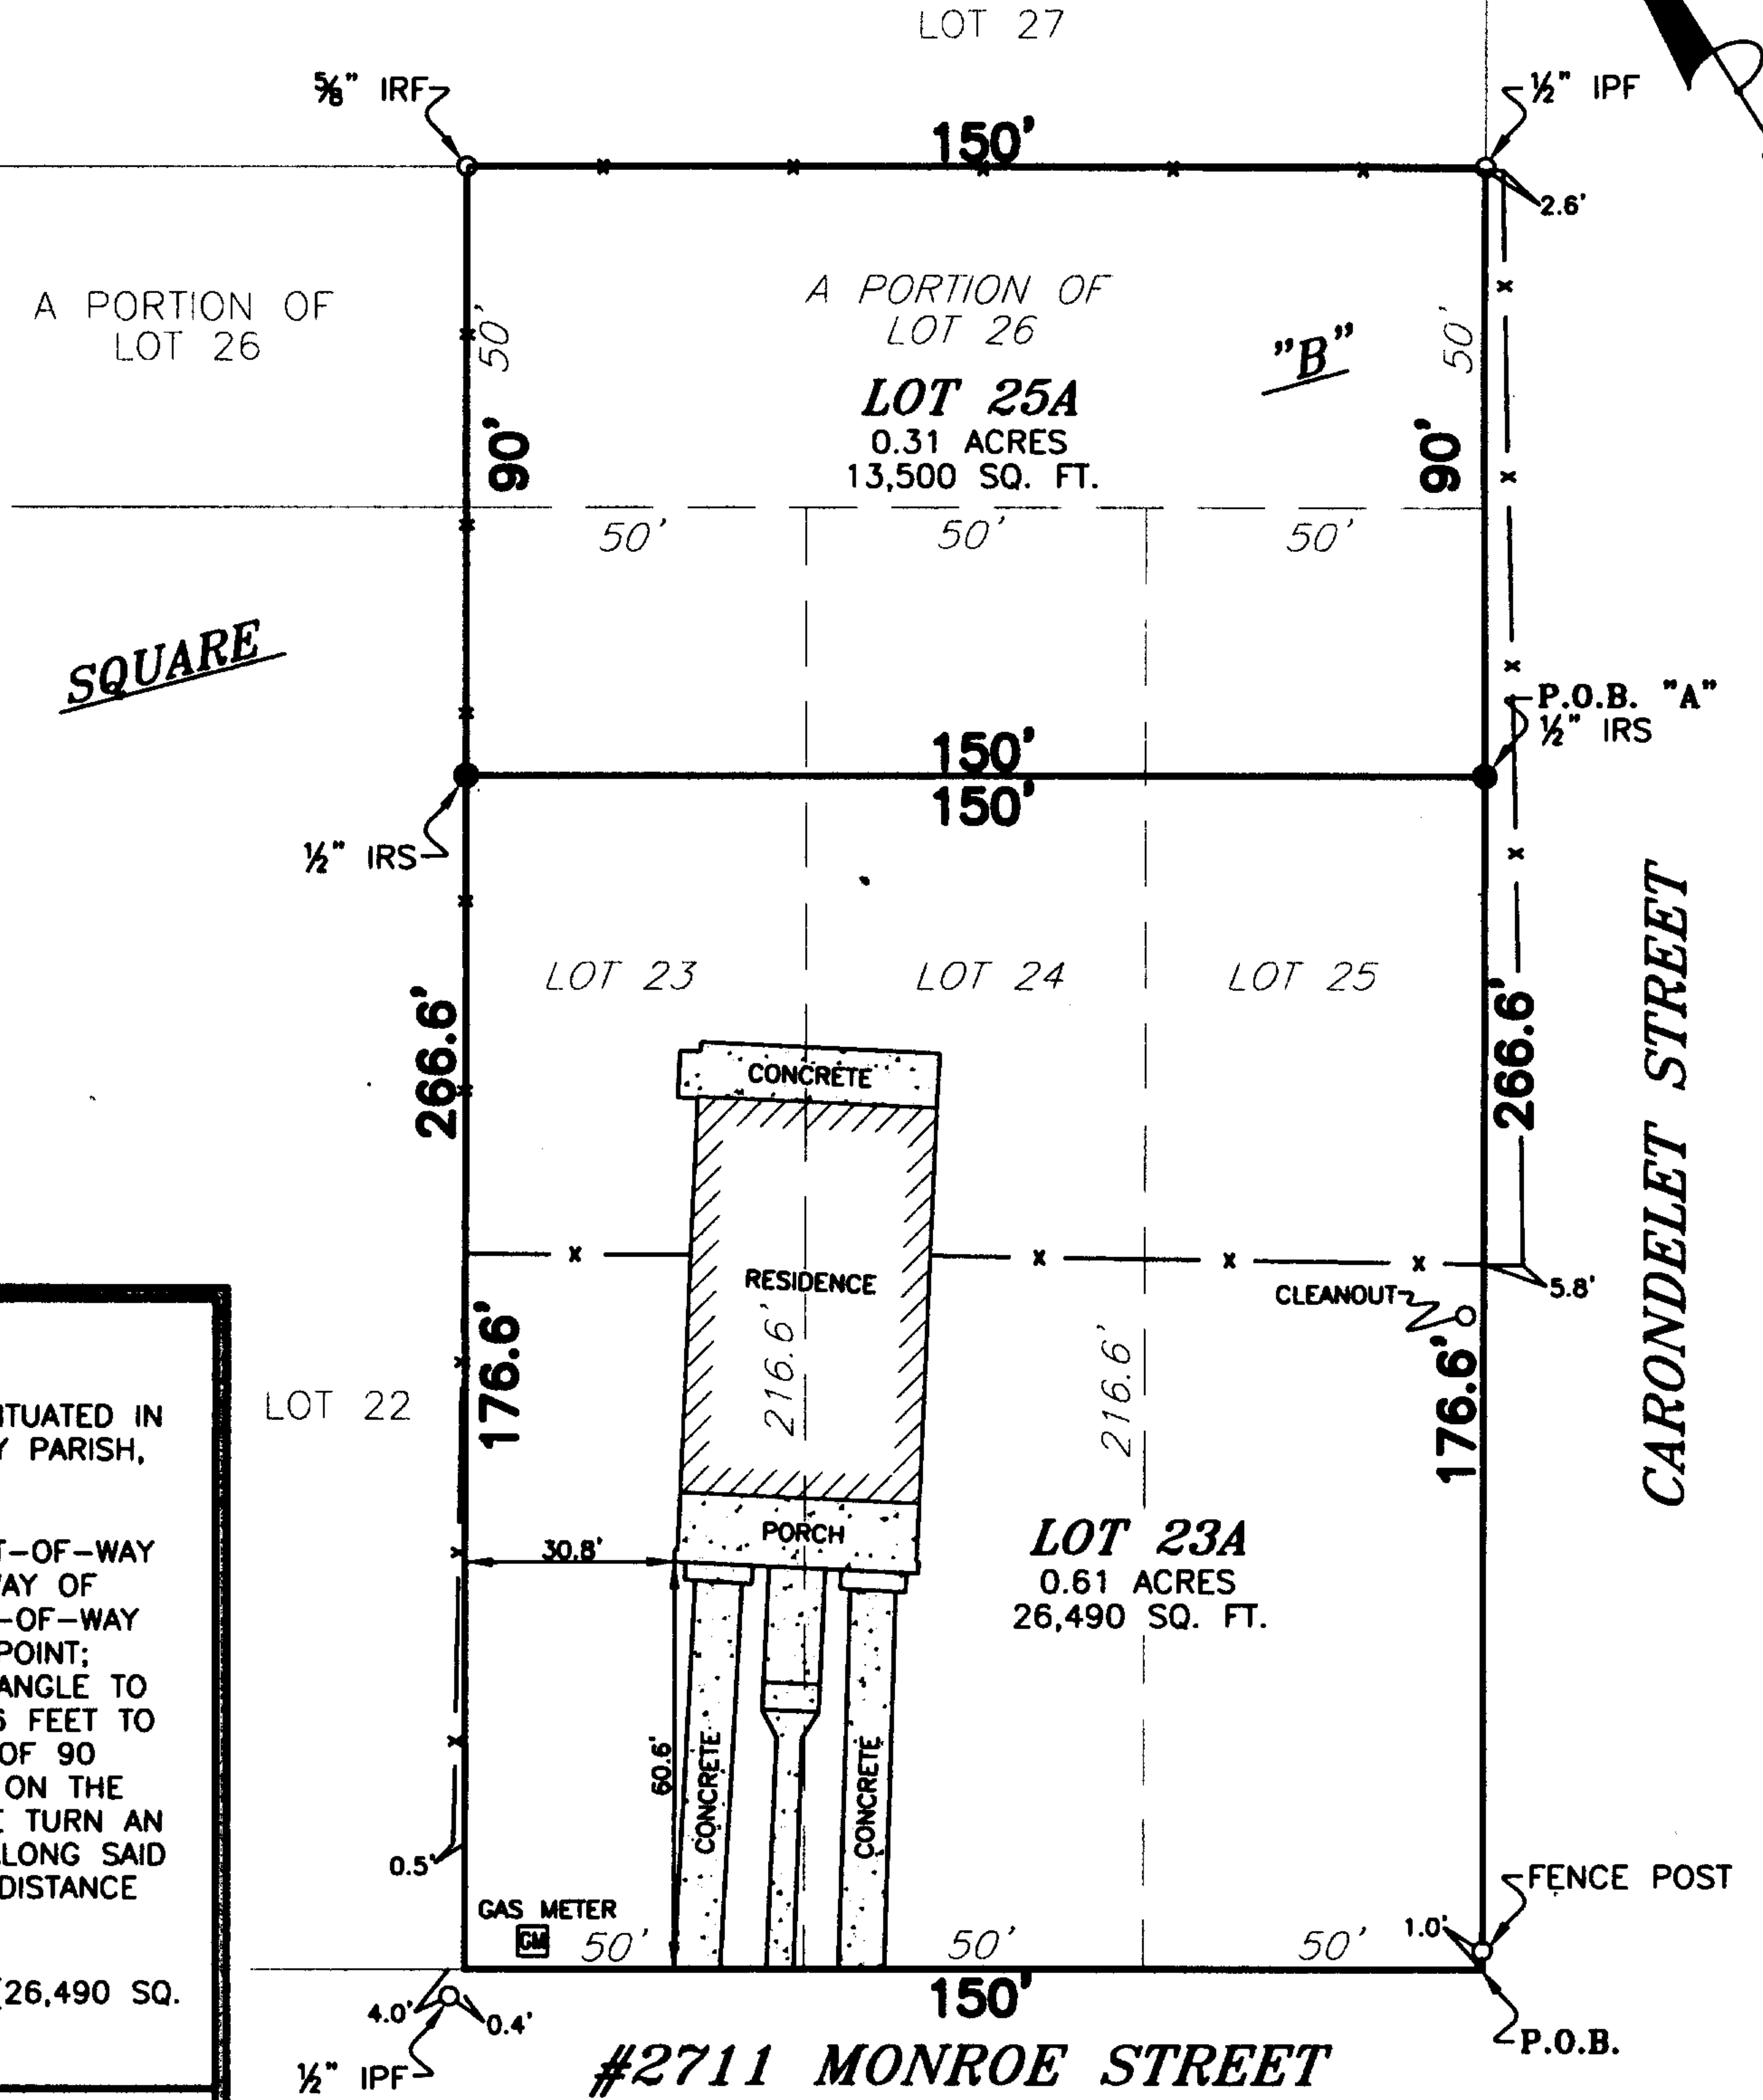 LOT 27
⅝" IRF
½" IPF
150'
2.6'
A PORTION OF
LOT 26
50'
A PORTION OF
LOT 26
"B"
50'
LOT 25A
0.31 ACRES
13,500 SQ. FT.
90'
90'
50'
50'
50'
SQUARE
P.O.B. "A"
½" IRS
150'
150'
½" IRS
LOT 23
LOT 24
LOT 25
266.6'
266.6'
CARONDELET STREET
CONCRETE
RESIDENCE
CLEANOUT
5.8'
216.6'
216.6'
176.6'
176.6'
LOT 22
PORCH
30.8'
LOT 23A
0.61 ACRES
26,490 SQ. FT.
60.6'
CONCRETE
CONCRETE
0.5'
GAS METER
GM
50'
50'
50'
1.0'
FENCE POST
150'
4.0'
0.4'
½" IPF
P.O.B.
#2711 MONROE STREET
ITUATED IN
Y PARISH,
T-OF-WAY
WAY OF
-OF-WAY
POINT;
ANGLE TO
6 FEET TO
OF 90
ON THE
E TURN AN
LONG SAID
DISTANCE
(26,490 SQ.